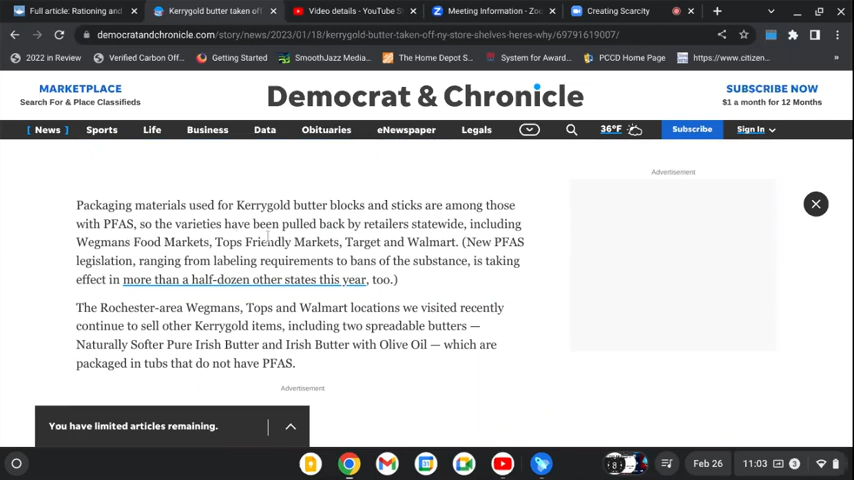 Full article: Rationing and
Kerrygold butter taken off
Video details - YouTube S
Meeting Information - Zoo
Creating Scarcity
democratandchronicle.com/story/news/2023/01/18/kerrygold-butter-taken-off-ny-store-shelves-heres-why/69791619007/
2022 in Review
Verified Carbon Off...
Getting Started
SmoothJazz Media,...
The Home Depot S...
System for Award...
PCCD Home Page
https://www.citizen...
MARKETPLACE
Search For & Place Classifieds
Democrat & Chronicle
SUBSCRIBE NOW
$1 a month for 12 Months
[ News ] Sports Life Business Data Obituaries eNewspaper Legals 36°F Subscribe Sign In
Advertisement
Packaging materials used for Kerrygold butter blocks and sticks are among those
with PFAS, so the varieties have been pulled back by retailers statewide, including
Wegmans Food Markets, Tops Friendly Markets, Target and Walmart. (New PFAS
legislation, ranging from labeling requirements to bans of the substance, is taking
effect in more than a half-dozen other states this year, too.)
The Rochester-area Wegmans, Tops and Walmart locations we visited recently
continue to sell other Kerrygold items, including two spreadable butters —
Naturally Softer Pure Irish Butter and Irish Butter with Olive Oil — which are
packaged in tubs that do not have PFAS.
Advertisement
You have limited articles remaining.
31
8
Feb 26
11:03
3